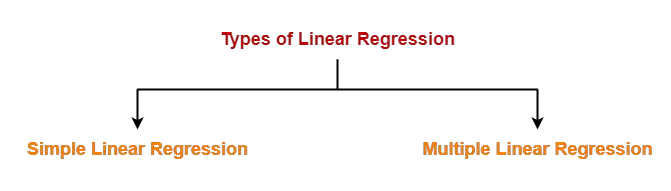 Types of Linear Regression
Simple Linear Regression
Multiple Linear Regression